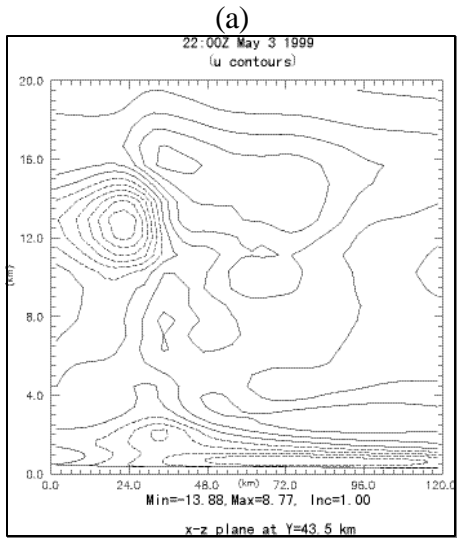 (a)
22:00Z May 3 1999
(u contours)
20.0
16.0
12.0
(km)
8.0
4.0
0.0
0.0 24.0 48.0 (km) 72.0 96.0 120.0
Min=-13.88,Max=8.77, Inc=1.00
x-z plane at Y=43.5 km